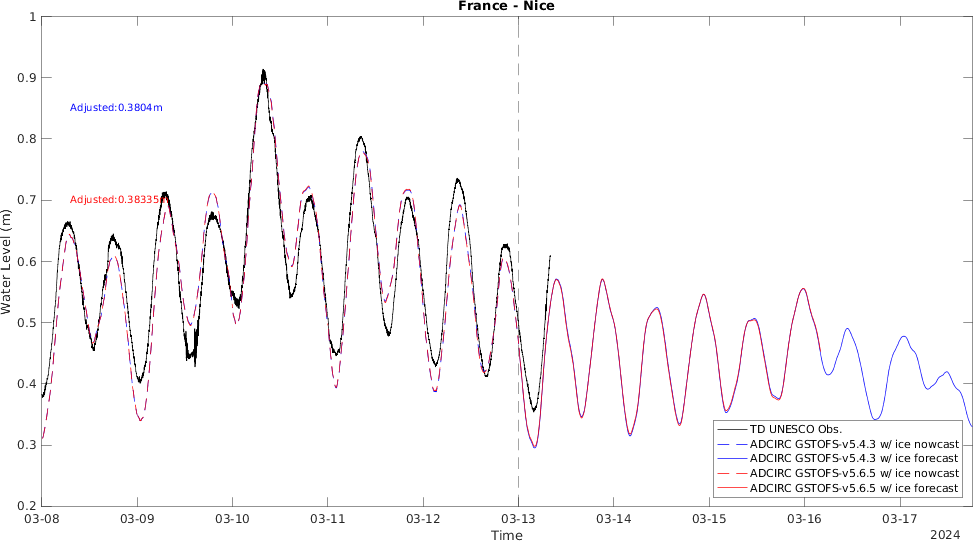 France - Nice
1
0.9
0.8
0.7
0.6
0.5
0.4
0.3
0.2
Water Level (m)
Adjusted:0.3804m
Adjusted:0.38335m
TD UNESCO Obs.
ADCIRC GSTOFS-v5.4.3 w/ ice nowcast
ADCIRC GSTOFS-v5.4.3 w/ ice forecast
ADCIRC GSTOFS-v5.6.5 w/ ice nowcast
ADCIRC GSTOFS-v5.6.5 w/ ice forecast
03-08 03-09 03-10 03-11 03-12 03-13 03-14 03-15 03-16 03-17
Time
2024